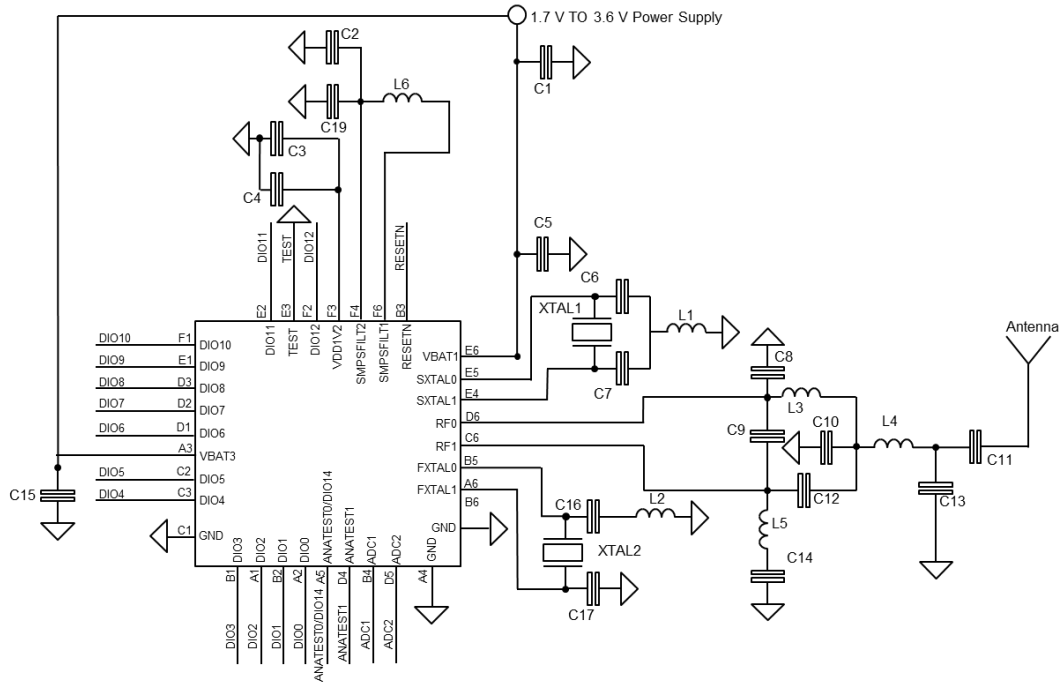 1.7 V TO 3.6 V Power Supply
C2
C1
L6
C19
C3
C4
DIO11
TEST
DIO12
RESETN
C5
C6
XTAL1
L1
C7
E2
E3
F2
F3
F4
F6
B3
DIO11
TEST
DIO12
VDD1V2
SMPSFILT2
SMPSFILT1
RESETN
DIO10 F1 DIO10
DIO9 E1 DIO9
DIO8 D3 DIO8
DIO7 D2 DIO7
DIO6 D1 DIO6
A3 VBAT3
DIO5 C2 DIO5
DIO4 C3 DIO4
C1 GND
C15
VBAT1 E6
SXTAL0 E5
SXTAL1 E4
RF0 D6
RF1 C6
FXTAL0 B5
FXTAL1 A6
B6
GND
Antenna
C8
L3
C9
C10
L4
C11
C12
C13
L5
C14
C16
L2
XTAL2
C17
DIO3
DIO2
DIO1
DIO0
ANATEST0/DIO14
ANATEST1
ADC1
ADC2
GND
B1
A1
B2
A2
A5
D4
B4
D5
A4
DIO3
DIO2
DIO1
DIO0
ANATEST0/DIO14
ANATEST1
ADC1
ADC2